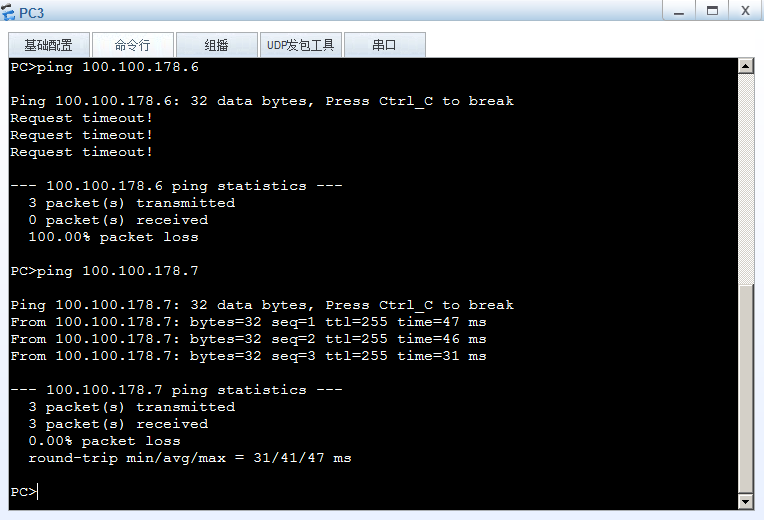 PC3
基础配置 命令行 组播 UDP发包工具 串口
PC>ping 100.100.178.6
Ping 100.100.178.6: 32 data bytes, Press Ctrl_C to break
Request timeout!
Request timeout!
Request timeout!
--- 100.100.178.6 ping statistics ---
3 packet(s) transmitted
0 packet(s) received
100.00% packet loss
PC>ping 100.100.178.7
Ping 100.100.178.7: 32 data bytes, Press Ctrl_C to break
From 100.100.178.7: bytes=32 seq=1 ttl=255 time=47 ms
From 100.100.178.7: bytes=32 seq=2 ttl=255 time=46 ms
From 100.100.178.7: bytes=32 seq=3 ttl=255 time=31 ms
--- 100.100.178.7 ping statistics ---
3 packet(s) transmitted
3 packet(s) received
0.00% packet loss
round-trip min/avg/max = 31/41/47 ms
PC>